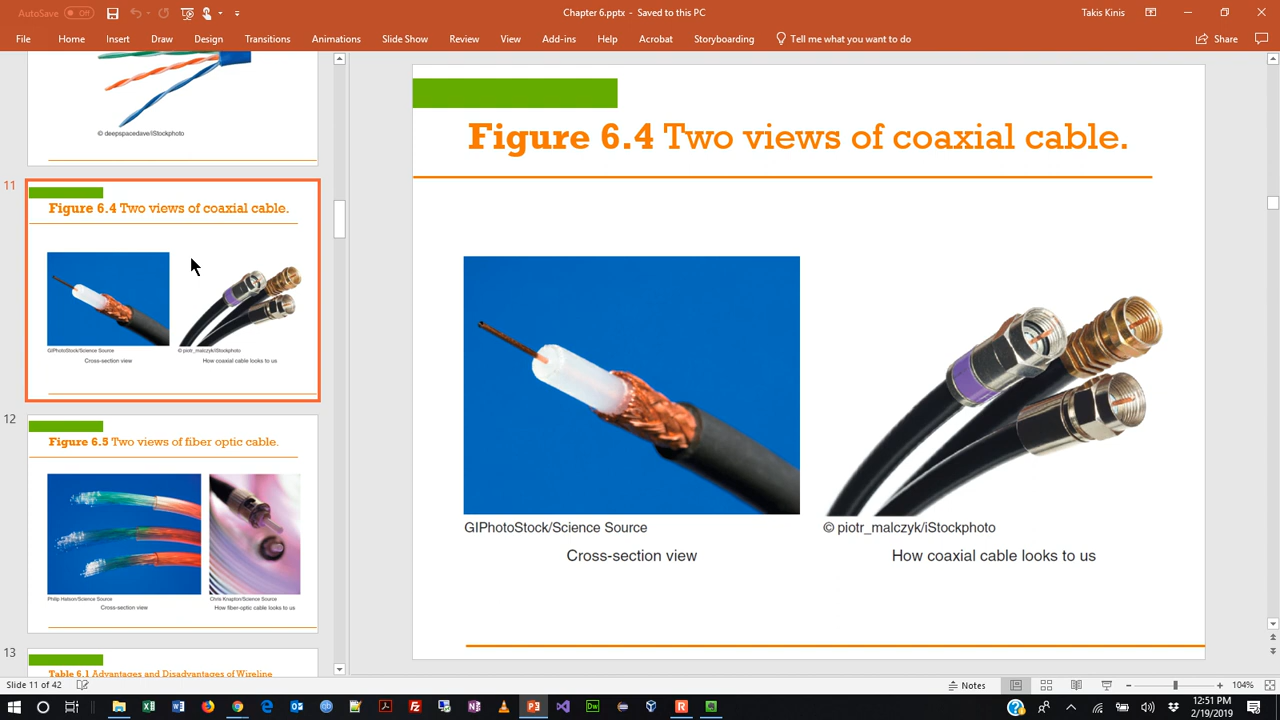 AutoSave Off
Chapter 6.pptx - Saved to this PC
Takis Kinis
File Home Insert Draw Design Transitions Animations Slide Show Review View Add-ins Help Acrobat Storyboarding Tell me what you want to do Share
© deepspacedave/iStockphoto
11
Figure 6.4 Two views of coaxial cable.
GIPhotoStock/Science Source © piotr_malczyk/iStockphoto
Cross-section view How coaxial cable looks to us
12
Figure 6.5 Two views of fiber optic cable.
Philip Hatson/Science Source Chris Knapton/Science Source
Cross-section view How fiber-optic cable looks to us
13
Table 6.1 Advantages and Disadvantages of Wireline
Figure 6.4 Two views of coaxial cable.
GIPhotoStock/Science Source © piotr_malczyk/iStockphoto
Cross-section view How coaxial cable looks to us
Slide 11 of 42
Notes
104%
12:51 PM
2/19/2019